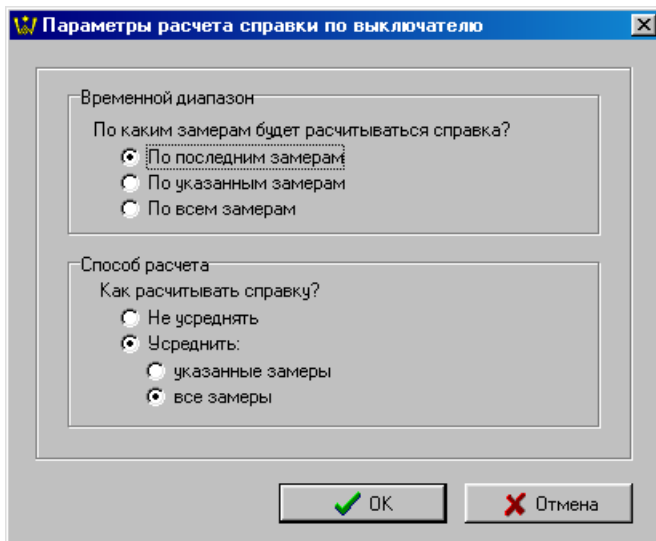 Параметры расчета справки по выключателю
Временной диапазон
По каким замерам будет расчитываться справка?
По последним замерам
По указанным замерам
По всем замерам
Способ расчета
Как расчитывать справку?
Не усреднять
Усреднить:
указанные замеры
все замеры
OK
Отмена